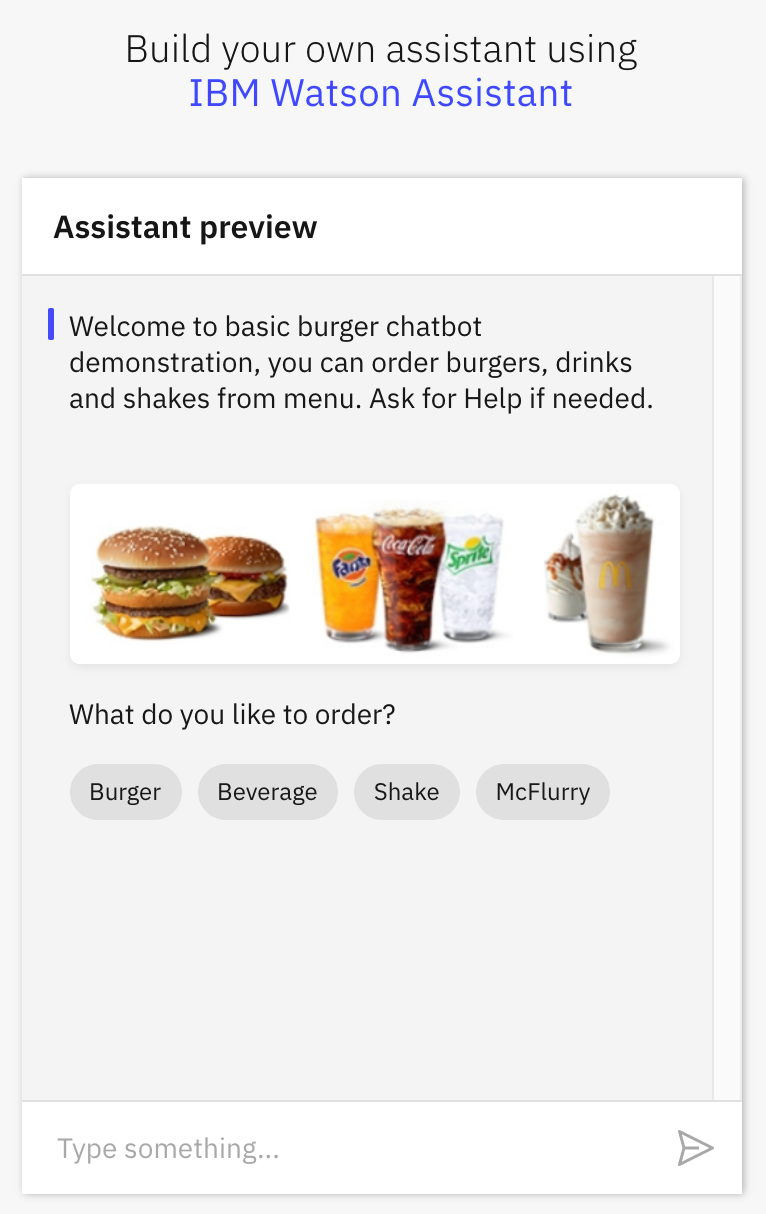 Build your own assistant using
IBM Watson Assistant
Assistant preview
Welcome to basic burger chatbot
demonstration, you can order burgers, drinks
and shakes from menu. Ask for Help if needed.
Fanta
Coca-Cola
Sprite
What do you like to order?
Burger
Beverage
Shake
McFlurry
Type something...